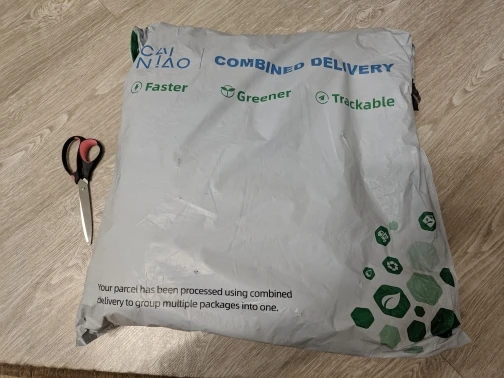 CAI
NIAO
COMBINED DELIVERY
Faster
Greener
Trackable
Your parcel has been processed using combined
delivery to group multiple packages into one.